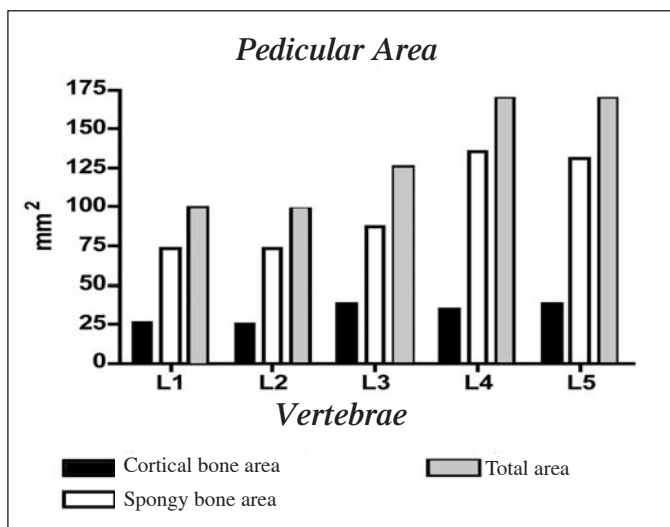 Pedicular Area
175
150
125
100
75
50
25
0
mm²
L1 L2 L3 L4 L5
Vertebrae
Cortical bone area
Total area
Spongy bone area